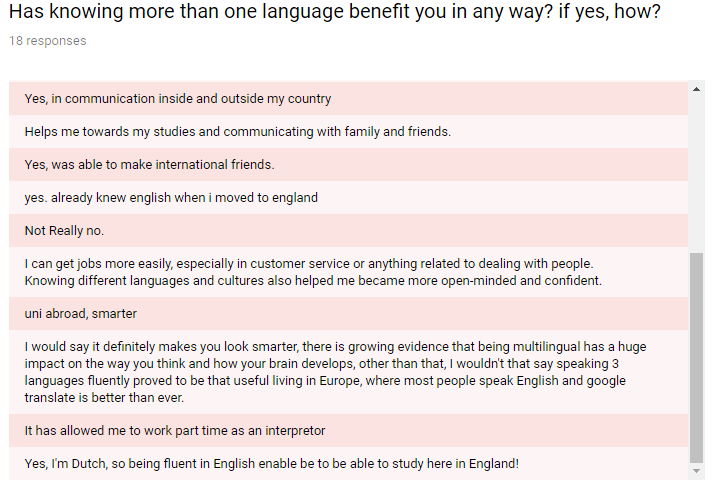 Has knowing more than one language benefit you in any way? if yes, how?
18 responses
Yes, in communication inside and outside my country
Helps me towards my studies and communicating with family and friends.
Yes, was able to make international friends.
yes. already knew english when i moved to england
Not Really no.
I can get jobs more easily, especially in customer service or anything related to dealing with people.
Knowing different languages and cultures also helped me became more open-minded and confident.
uni abroad, smarter
I would say it definitely makes you look smarter, there is growing evidence that being multilingual has a huge
impact on the way you think and how your brain develops, other than that, I wouldn't that say speaking 3
languages fluently proved to be that useful living in Europe, where most people speak English and google
translate is better than ever.
It has allowed me to work part time as an interpretor
Yes, I'm Dutch, so being fluent in English enable be to be able to study here in England!